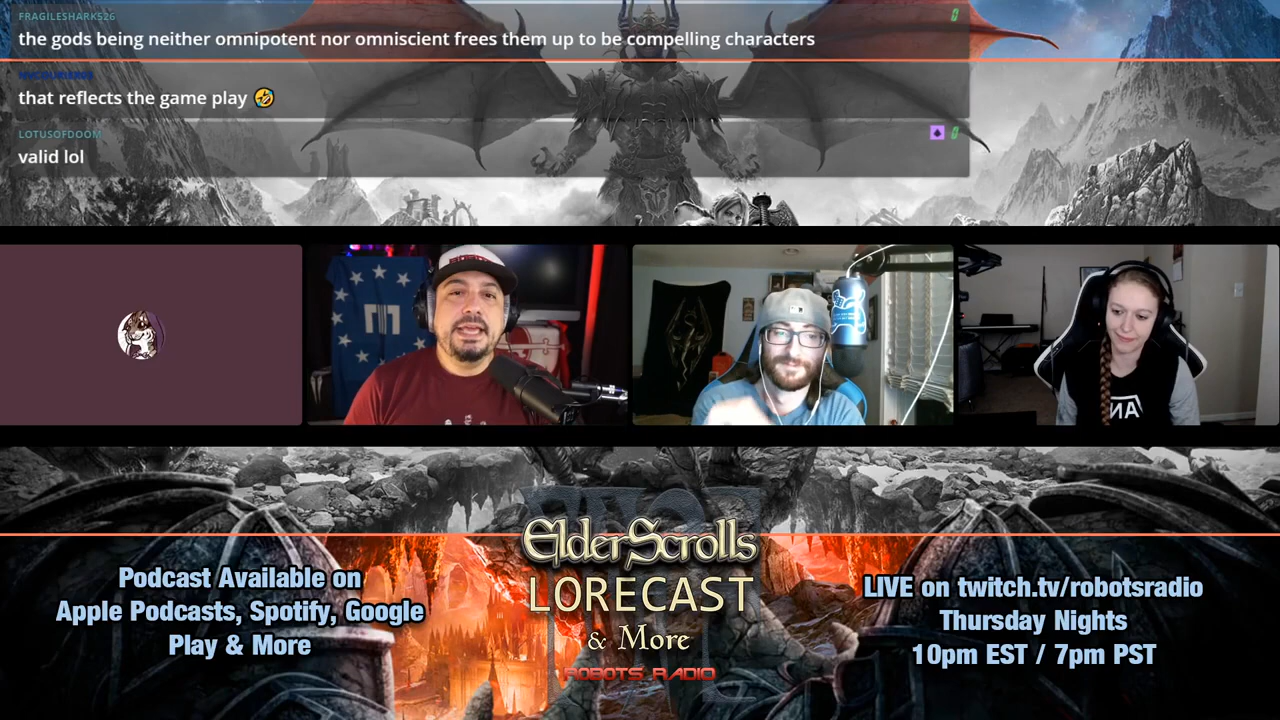 FRAGILESHARK526
the gods being neither omnipotent nor omniscient frees them up to be compelling characters
that reflects the game play 🤣
LOTUSOFDOOM
valid lol
ElderScrolls
LORECAST
& More
ROBOTS RADIO
Podcast Available on
Apple Podcasts, Spotify, Google
Play & More
LIVE on twitch.tv/robotsradio
Thursday Nights
10pm EST / 7pm PST